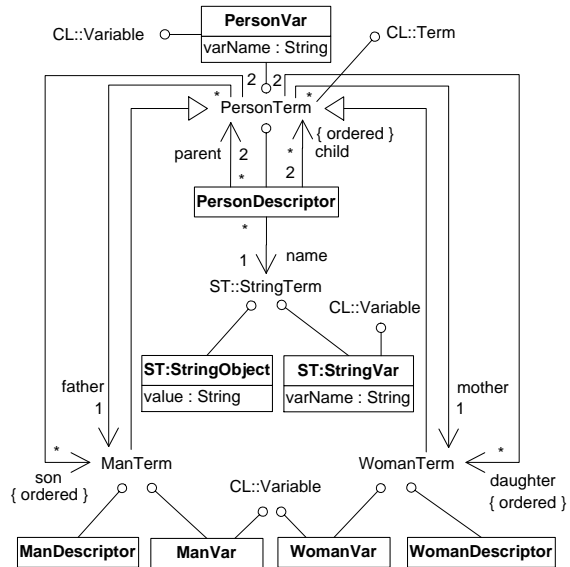 PersonVar
CL::Variable
varName : String
CL::Term
2
2
*
*
PersonTerm
{ ordered }
parent
2
*
child
*
2
PersonDescriptor
*
1
name
ST::StringTerm
CL::Variable
ST:StringObject
ST:StringVar
value : String
varName : String
father
mother
1
1
*
*
ManTerm
WomanTerm
son
daughter
{ ordered }
CL::Variable
{ ordered }
ManDescriptor
ManVar
WomanVar
WomanDescriptor